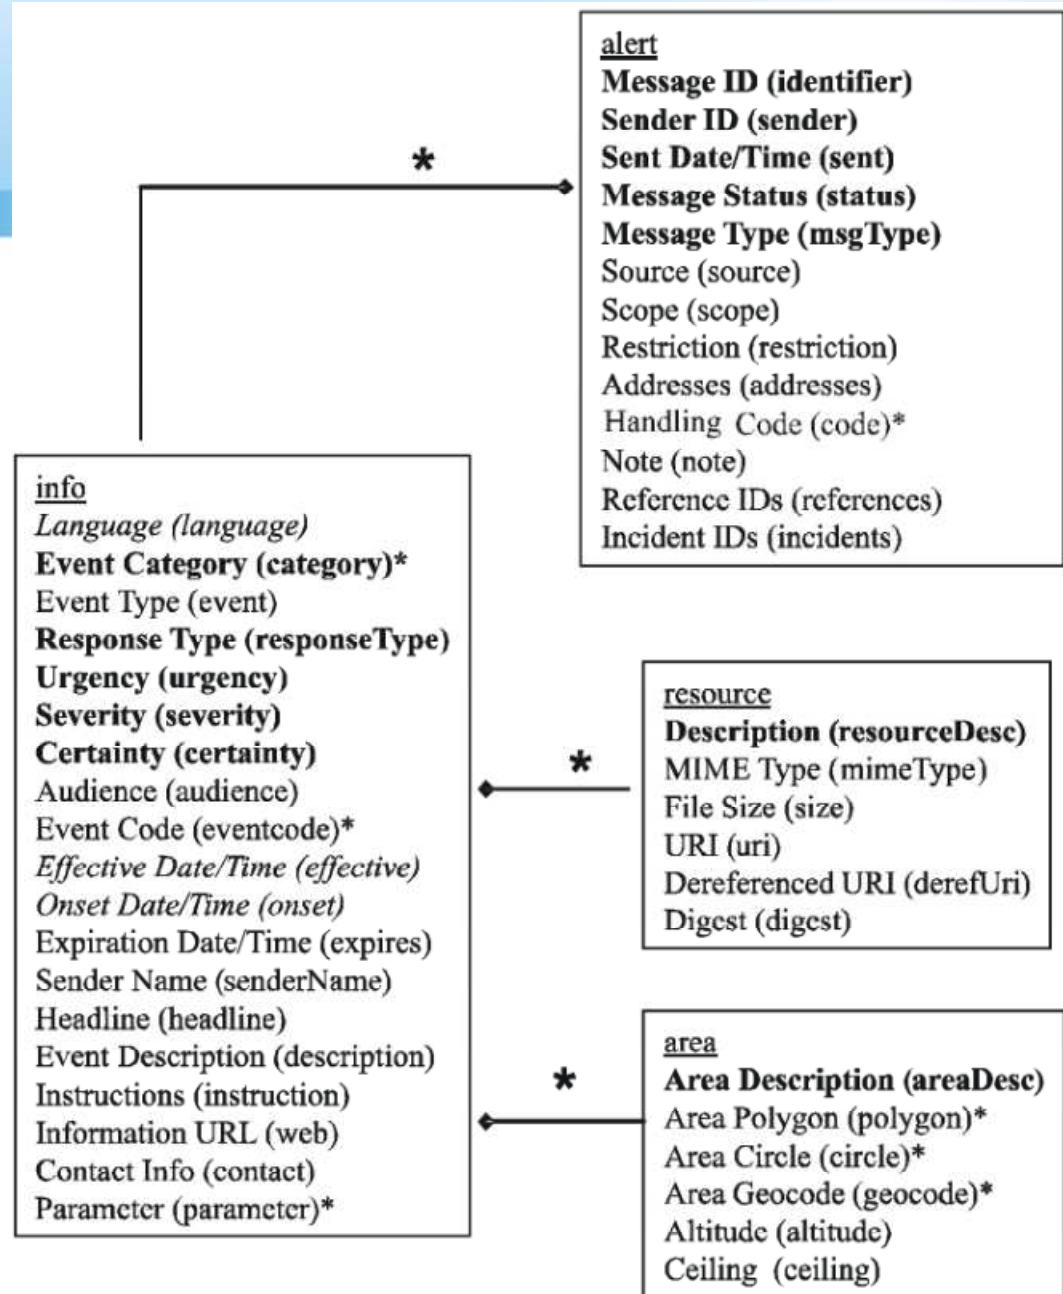 alert
Message ID (identifier)
Sender ID (sender)
Sent Date/Time (sent)
Message Status (status)
Message Type (msgType)
Source (source)
Scope (scope)
Restriction (restriction)
Addresses (addresses)
Handling Code (code)*
Note (note)
Reference IDs (references)
Incident IDs (incidents)
*
info
Language (language)
Event Category (category)*
Event Type (event)
Response Type (responseType)
Urgency (urgency)
Severity (severity)
Certainty (certainty)
Audience (audience)
Event Code (eventcode)*
Effective Date/Time (effective)
Onset Date/Time (onset)
Expiration Date/Time (expires)
Sender Name (senderName)
Headline (headline)
Event Description (description)
Instructions (instruction)
Information URL (web)
Contact Info (contact)
Parameter (parameter)*
*
resource
Description (resourceDesc)
MIME Type (mimeType)
File Size (size)
URI (uri)
Dereferenced URI (derefUri)
Digest (digest)
*
area
Area Description (areaDesc)
Area Polygon (polygon)*
Area Circle (circle)*
Area Geocode (geocode)*
Altitude (altitude)
Ceiling (ceiling)